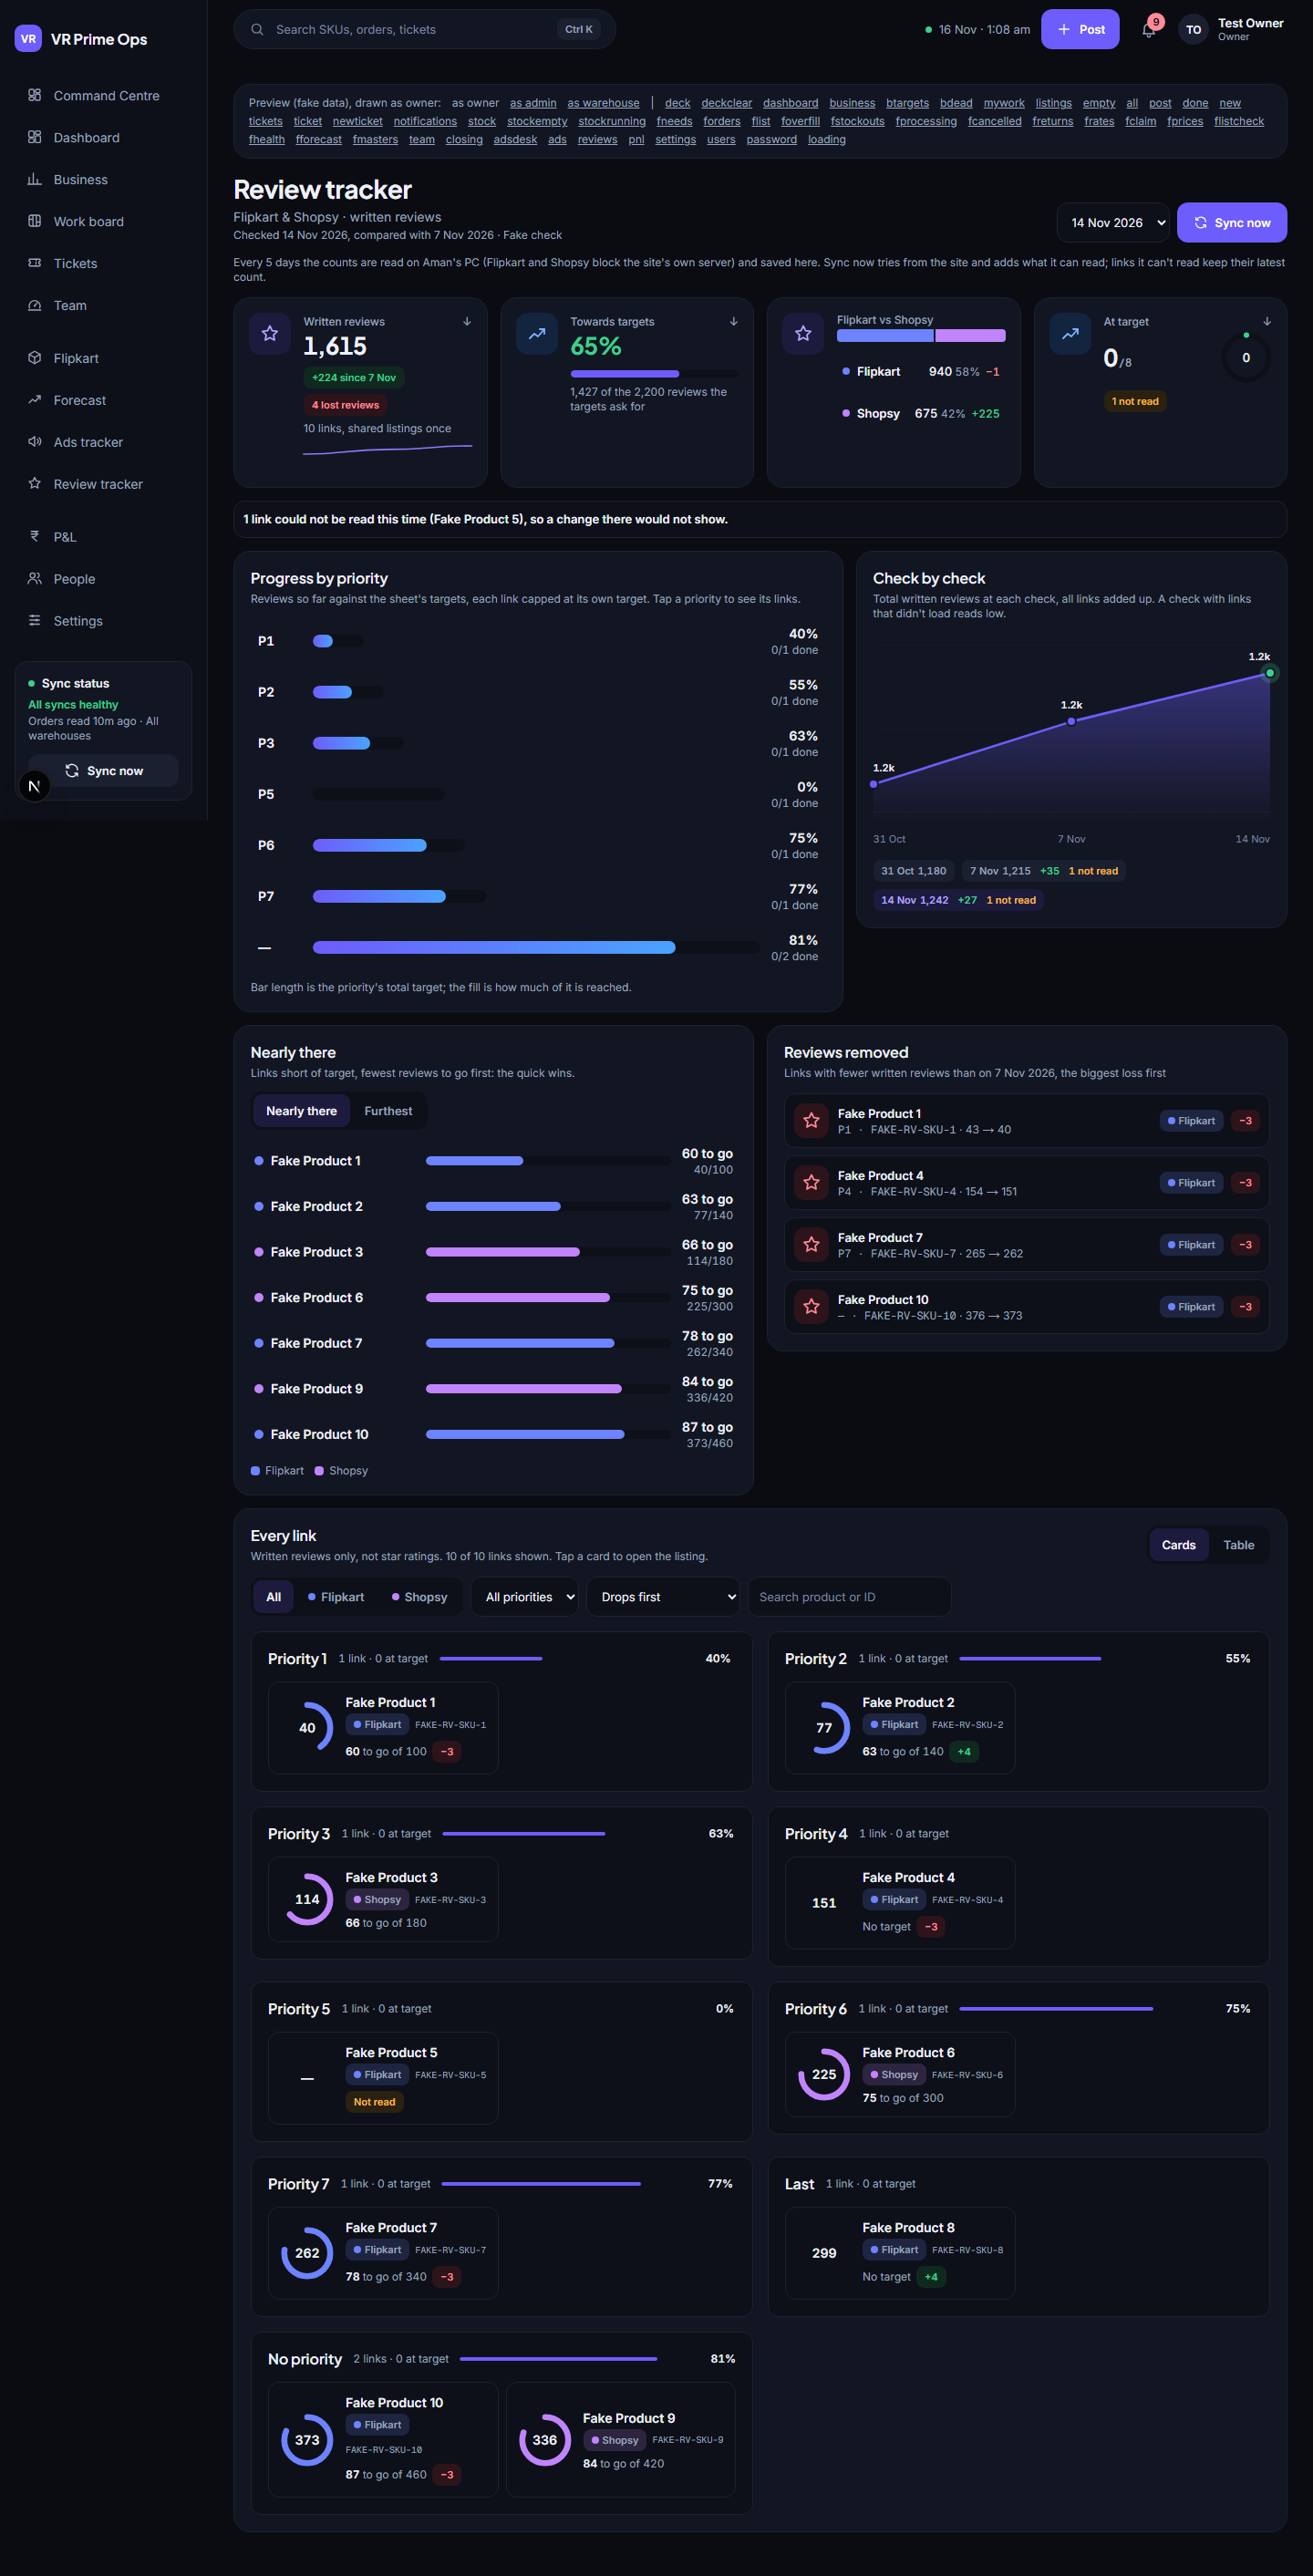 VR VR Prime Ops
Search SKUs, orders, tickets Ctrl K
16 Nov · 1:08 am
+ Post
9
TO Test Owner
Owner
Command Centre
Dashboard
Business
Work board
Tickets
Team
Flipkart
Forecast
Ads tracker
Review tracker
P&L
People
Settings
Sync status
All syncs healthy
Orders read 10m ago · All
warehouses
Sync now
N
Preview (fake data), drawn as owner: as owner as admin as warehouse | deck deckclear dashboard business btargets bdead mywork listings empty all post done new
tickets ticket newticket notifications stock stockempty stockrunning fneeds forders flist foverfill fstockouts fprocessing fcancelled freturns frates fclaim fprices flistcheck
fhealth fforecast fmasters team closing adsdesk ads reviews pnl settings users password loading
Review tracker
Flipkart & Shopsy · written reviews
Checked 14 Nov 2026, compared with 7 Nov 2026 · Fake check
14 Nov 2026 Sync now
Every 5 days the counts are read on Aman's PC (Flipkart and Shopsy block the site's own server) and saved here. Sync now tries from the site and adds what it can read; links it can't read keep their latest
count.
Written reviews ↓
1,615
+224 since 7 Nov
4 lost reviews
10 links, shared listings once
Towards targets ↓
65%
1,427 of the 2,200 reviews the
targets ask for
Flipkart vs Shopsy
Flipkart 940 58% −1
Shopsy 675 42% +225
At target ↓
0/8 0
1 not read
1 link could not be read this time (Fake Product 5), so a change there would not show.
Progress by priority
Reviews so far against the sheet's targets, each link capped at its own target. Tap a priority to see its links.
P1 40%
0/1 done
P2 55%
0/1 done
P3 63%
0/1 done
P5 0%
0/1 done
P6 75%
0/1 done
P7 77%
0/1 done
— 81%
0/2 done
Bar length is the priority's total target; the fill is how much of it is reached.
Check by check
Total written reviews at each check, all links added up. A check with links
that didn't load reads low.
1.2k
1.2k
1.2k
31 Oct 7 Nov 14 Nov
31 Oct 1,180 7 Nov 1,215 +35 1 not read
14 Nov 1,242 +27 1 not read
Nearly there
Links short of target, fewest reviews to go first: the quick wins.
Nearly there Furthest
Fake Product 1 60 to go
40/100
Fake Product 2 63 to go
77/140
Fake Product 3 66 to go
114/180
Fake Product 6 75 to go
225/300
Fake Product 7 78 to go
262/340
Fake Product 9 84 to go
336/420
Fake Product 10 87 to go
373/460
Flipkart Shopsy
Reviews removed
Links with fewer written reviews than on 7 Nov 2026, the biggest loss first
Fake Product 1
P1 · FAKE-RV-SKU-1 · 43 → 40 Flipkart −3
Fake Product 4
P4 · FAKE-RV-SKU-4 · 154 → 151 Flipkart −3
Fake Product 7
P7 · FAKE-RV-SKU-7 · 265 → 262 Flipkart −3
Fake Product 10
— · FAKE-RV-SKU-10 · 376 → 373 Flipkart −3
Every link
Written reviews only, not star ratings. 10 of 10 links shown. Tap a card to open the listing.
Cards Table
All Flipkart Shopsy All priorities Drops first Search product or ID
Priority 1 1 link · 0 at target 40%
40
Fake Product 1
Flipkart FAKE-RV-SKU-1
60 to go of 100 −3
Priority 2 1 link · 0 at target 55%
77
Fake Product 2
Flipkart FAKE-RV-SKU-2
63 to go of 140 +4
Priority 3 1 link · 0 at target 63%
114
Fake Product 3
Shopsy FAKE-RV-SKU-3
66 to go of 180
Priority 4 1 link · 0 at target
151
Fake Product 4
Flipkart FAKE-RV-SKU-4
No target −3
Priority 5 1 link · 0 at target 0%
—
Fake Product 5
Flipkart FAKE-RV-SKU-5
Not read
Priority 6 1 link · 0 at target 75%
225
Fake Product 6
Shopsy FAKE-RV-SKU-6
75 to go of 300
Priority 7 1 link · 0 at target 77%
262
Fake Product 7
Flipkart FAKE-RV-SKU-7
78 to go of 340 −3
Last 1 link · 0 at target
299
Fake Product 8
Flipkart FAKE-RV-SKU-8
No target +4
No priority 2 links · 0 at target 81%
373
Fake Product 10
Flipkart
FAKE-RV-SKU-10
87 to go of 460 −3
336
Fake Product 9
Shopsy FAKE-RV-SKU-9
84 to go of 420